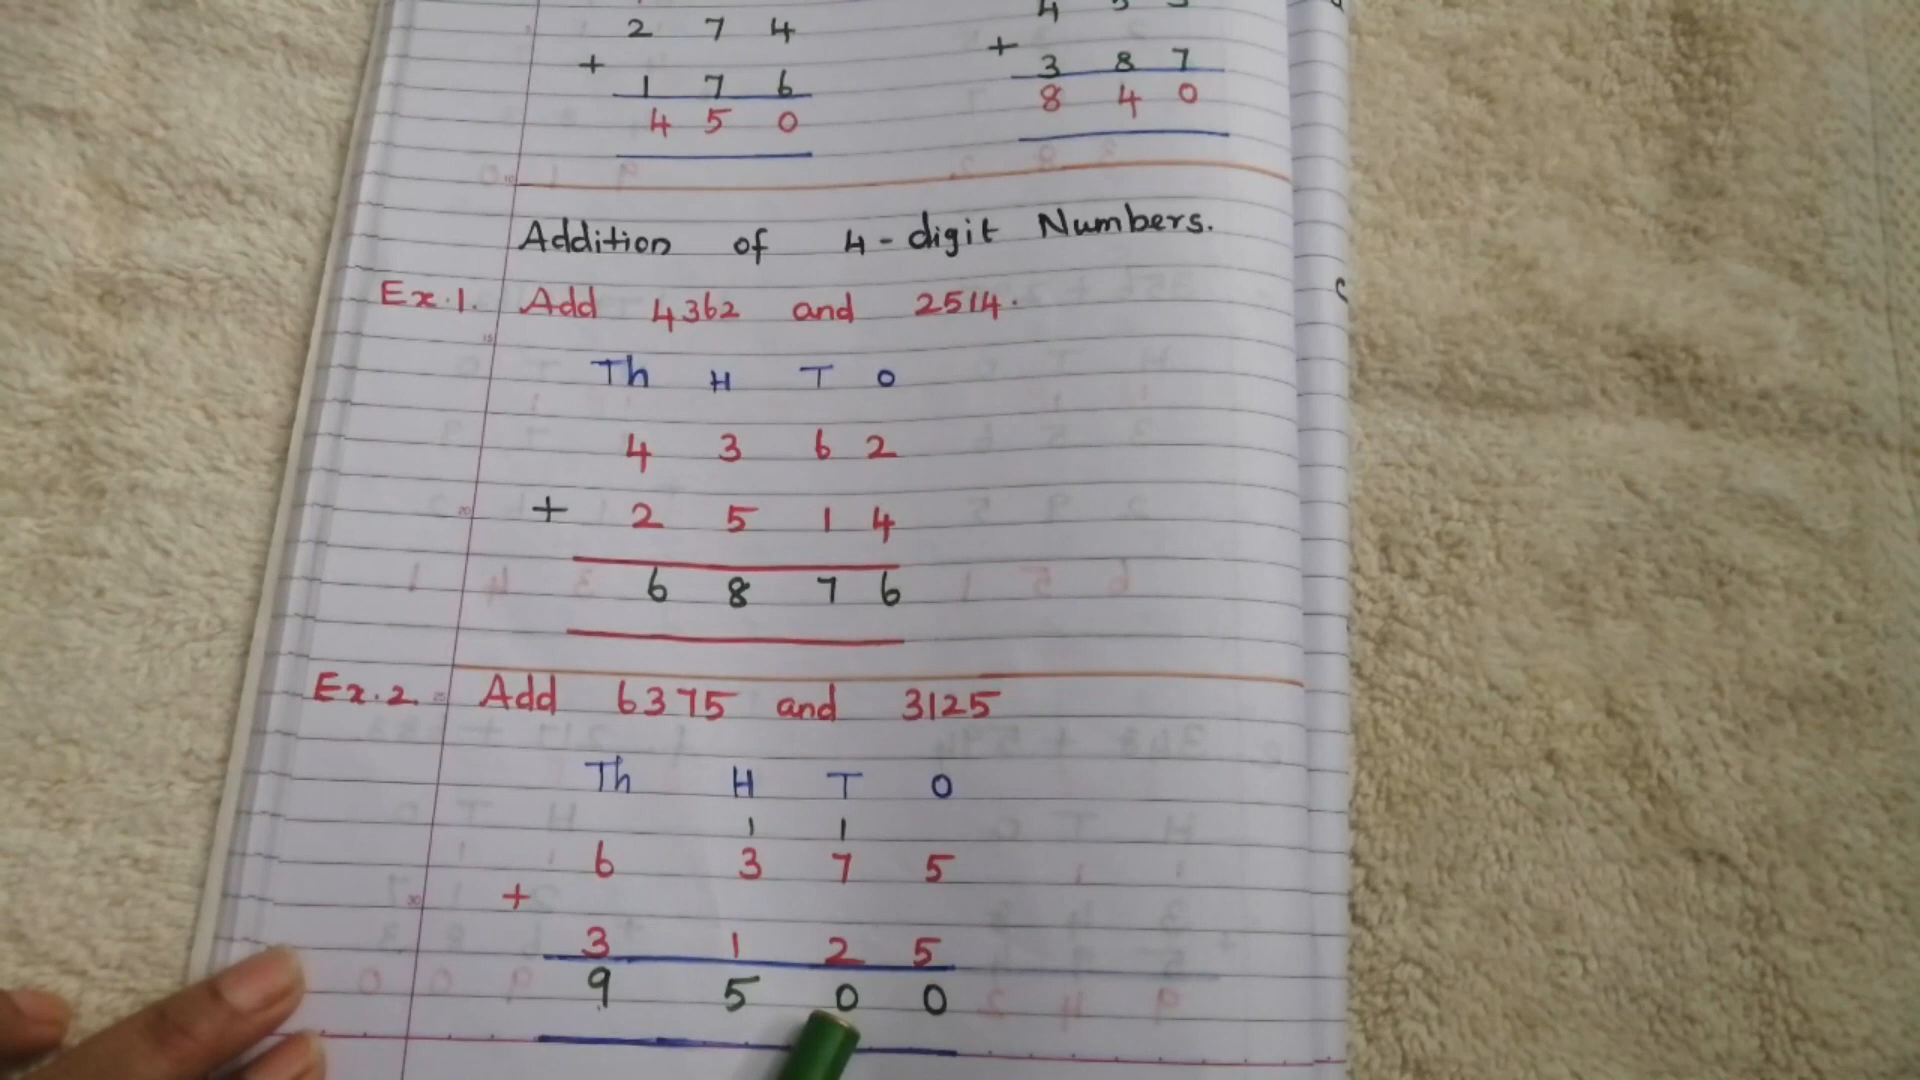 2 7 4
+
1 7 6
4 5 0
+
3 8 7
8 4 0
Addition of 4-digit Numbers.
Ex.1. Add 4362 and 2514.
Th H T O
4 3 6 2
+ 2 5 1 4
6 8 7 6
Ex.2. Add 6375 and 3125
Th H T O
1 1
6 3 7 5
+
3 1 2 5
9 5 0 0